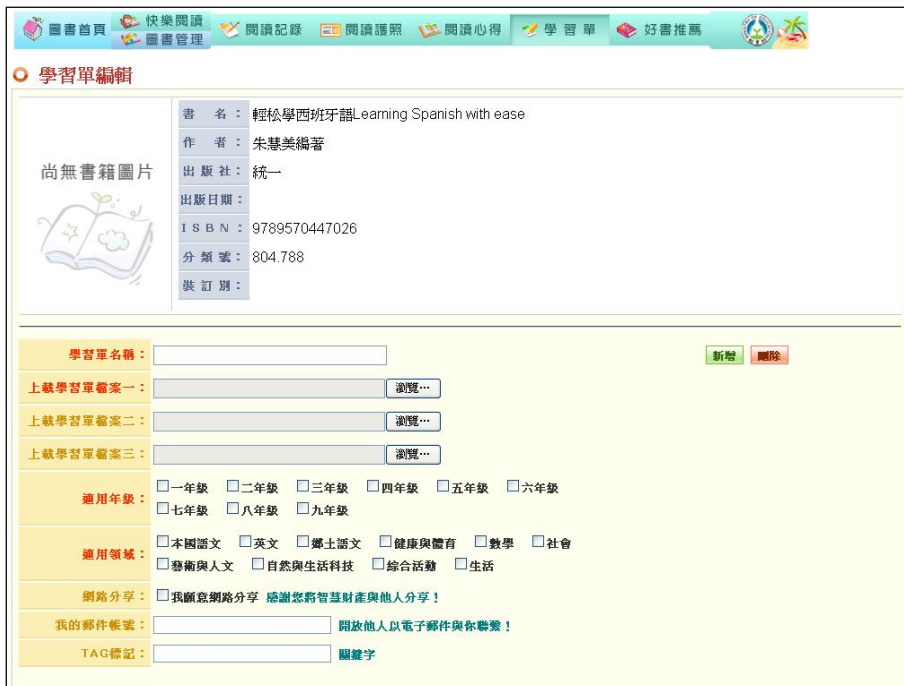 圖書首頁 快樂閱讀 圖書管理 閱讀記錄 閱讀護照 閱讀心得 學習單 好書推薦
學習單編輯
尚無書籍圖片
書 名： 輕松學西班牙語Learning Spanish with ease
作 者： 朱慧美編著
出版社： 統一
出版日期：
ISBN： 9789570447026
分類號： 804.788
裝訂別：
學習單名稱： 新增 刪除
上載學習單檔案一： 瀏覽…
上載學習單檔案二： 瀏覽…
上載學習單檔案三： 瀏覽…
適用年級： 一年級 二年級 三年級 四年級 五年級 六年級
七年級 八年級 九年級
適用領域： 本國語文 英文 鄉土語文 健康與體育 數學 社會
藝術與人文 自然與生活科技 綜合活動 生活
網路分享： 我願意網路分享 感謝您將智慧財產與他人分享！
我的郵件帳號： 開放他人以電子郵件與你聯繫！
TAG標記： 關鍵字